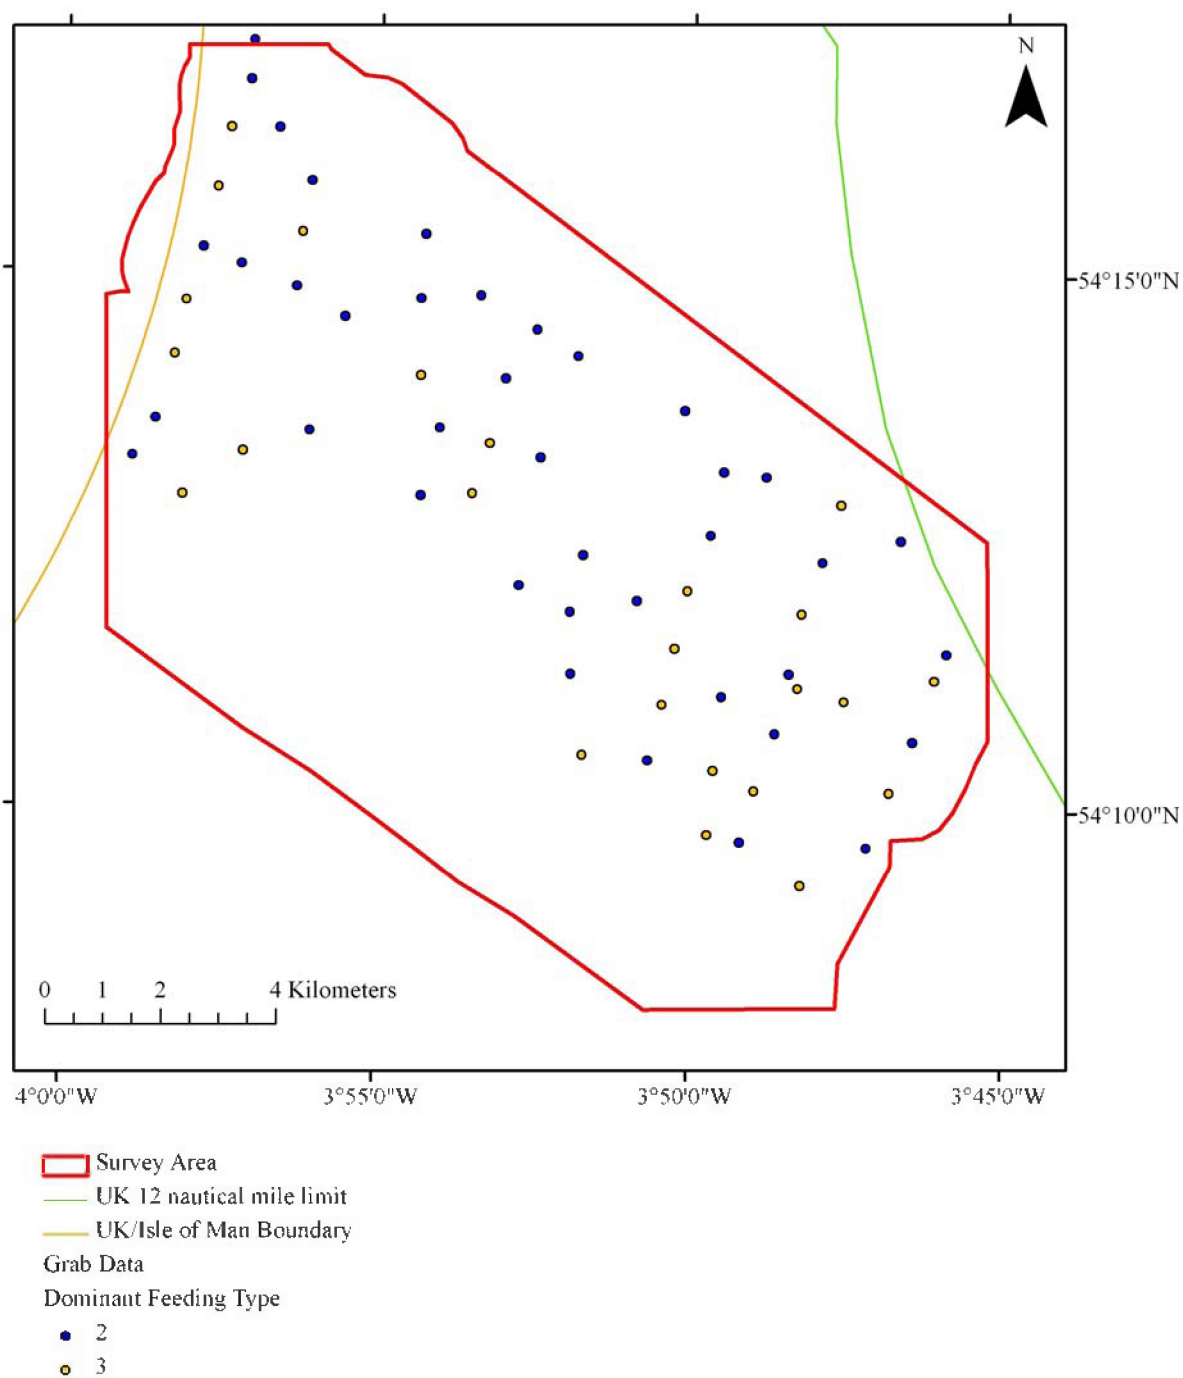 N
54°15'0"N
54°10'0"N
0 1 2 4 Kilometers
4°0'0"W 3°55'0"W 3°50'0"W 3°45'0"W
Survey Area
UK 12 nautical mile limit
UK/Isle of Man Boundary
Grab Data
Dominant Feeding Type
2
3